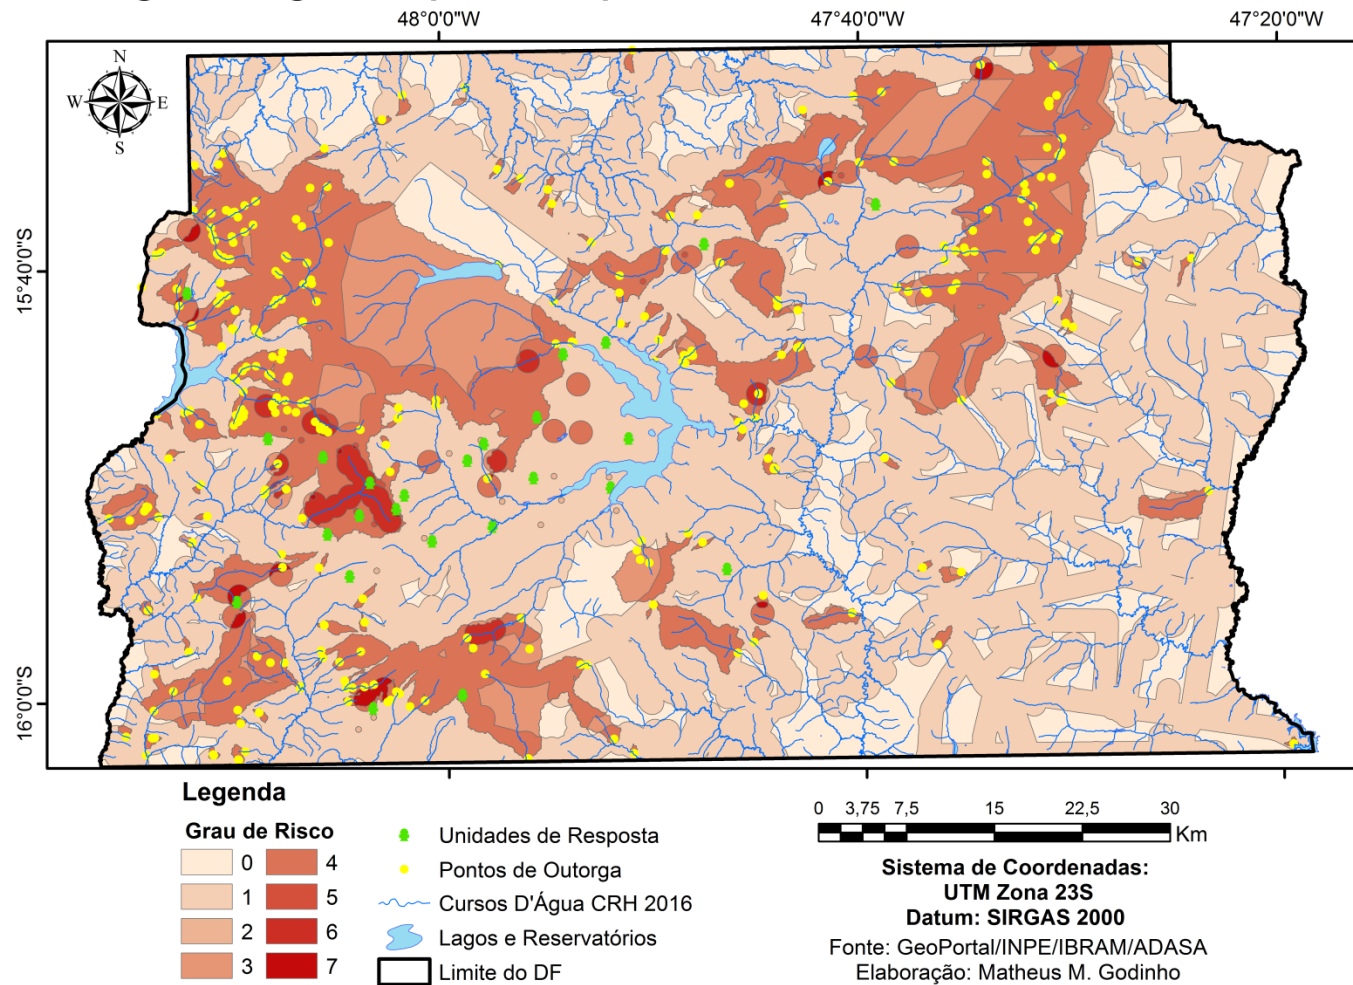 48°0'0"W
47°40'0"W
47°20'0"W
N
W
E
S
15°40'0"S
16°0'0"S
Legenda
Grau de Risco
0
4
1
5
2
6
3
7
Unidades de Resposta
Pontos de Outorga
Cursos D'Água CRH 2016
Lagos e Reservatórios
Limite do DF
0 3,75 7,5 15 22,5 30
Km
Sistema de Coordenadas:
UTM Zona 23S
Datum: SIRGAS 2000
Fonte: GeoPortal/INPE/IBRAM/ADASA
Elaboração: Matheus M. Godinho